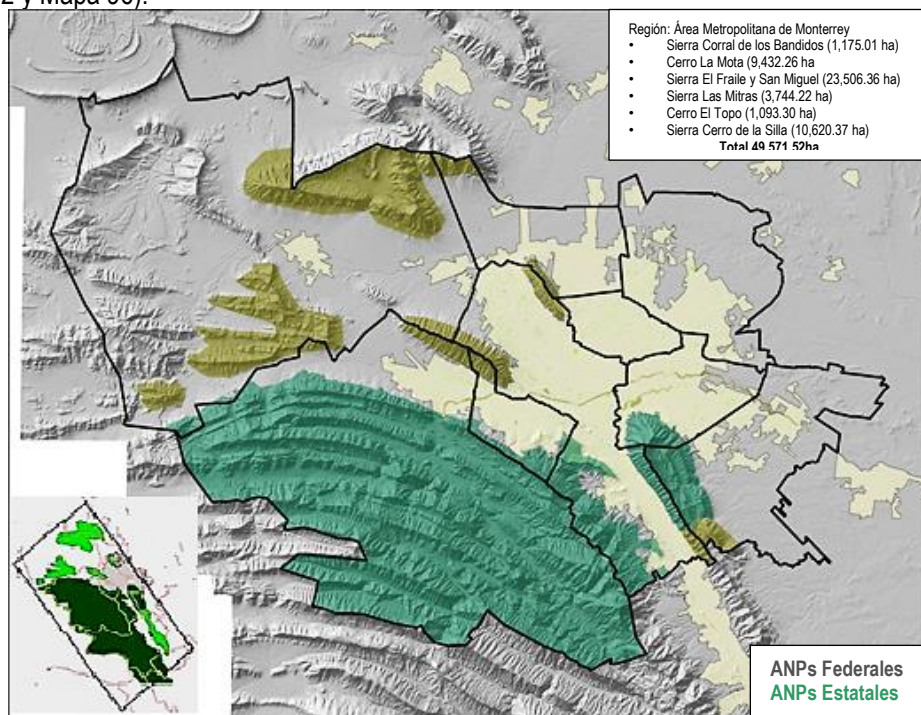 2 y Mapa 96).
Región: Área Metropolitana de Monterrey
• Sierra Corral de los Bandidos (1,175.01 ha)
• Cerro La Mota (9,432.26 ha
• Sierra El Fraile y San Miguel (23,506.36 ha)
• Sierra Las Mitras (3,744.22 ha)
• Cerro El Topo (1,093.30 ha)
• Sierra Cerro de la Silla (10,620.37 ha)
Total 49,571.52ha
ANPs Federales
ANPs Estatales